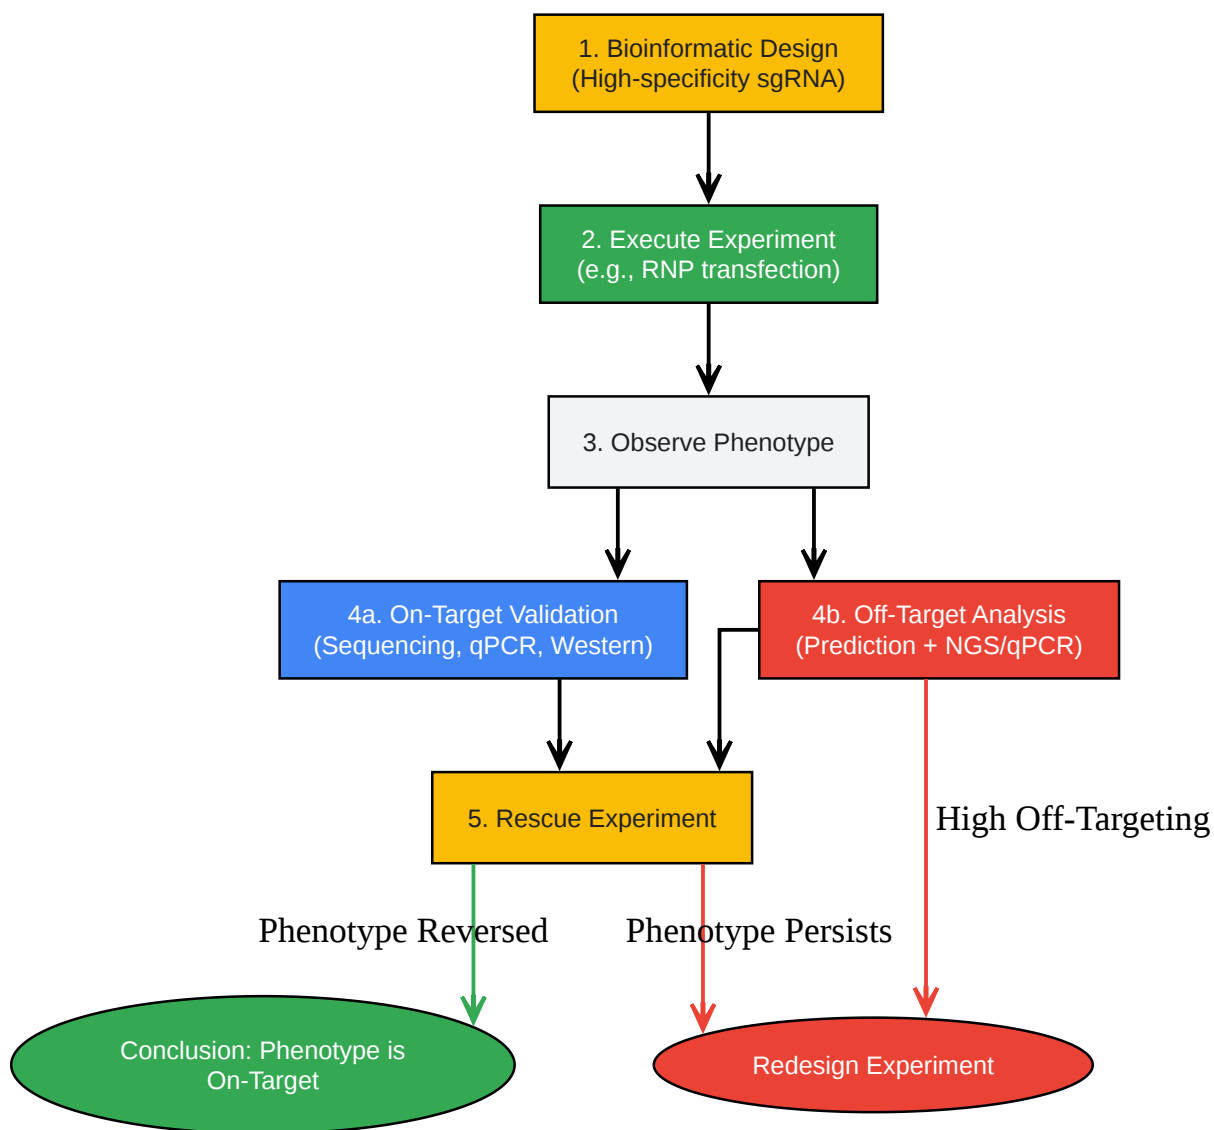 1. Bioinformatic Design
(High-specificity sgRNA)
2. Execute Experiment
(e.g., RNP transfection)
3. Observe Phenotype
4a. On-Target Validation
(Sequencing, qPCR, Western)
4b. Off-Target Analysis
(Prediction + NGS/qPCR)
5. Rescue Experiment
High Off-Targeting
Phenotype Reversed
Phenotype Persists
Conclusion: Phenotype is
On-Target
Redesign Experiment